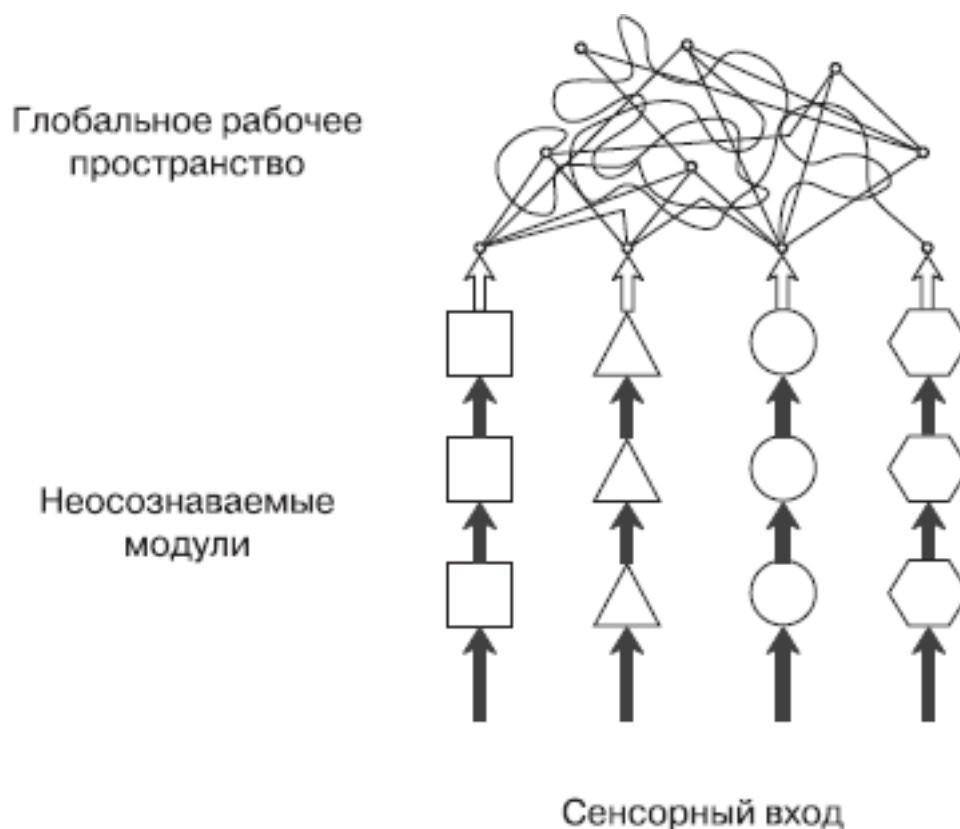 Глобальное рабочее
пространство
Неосознаваемые
модули
Сенсорный вход